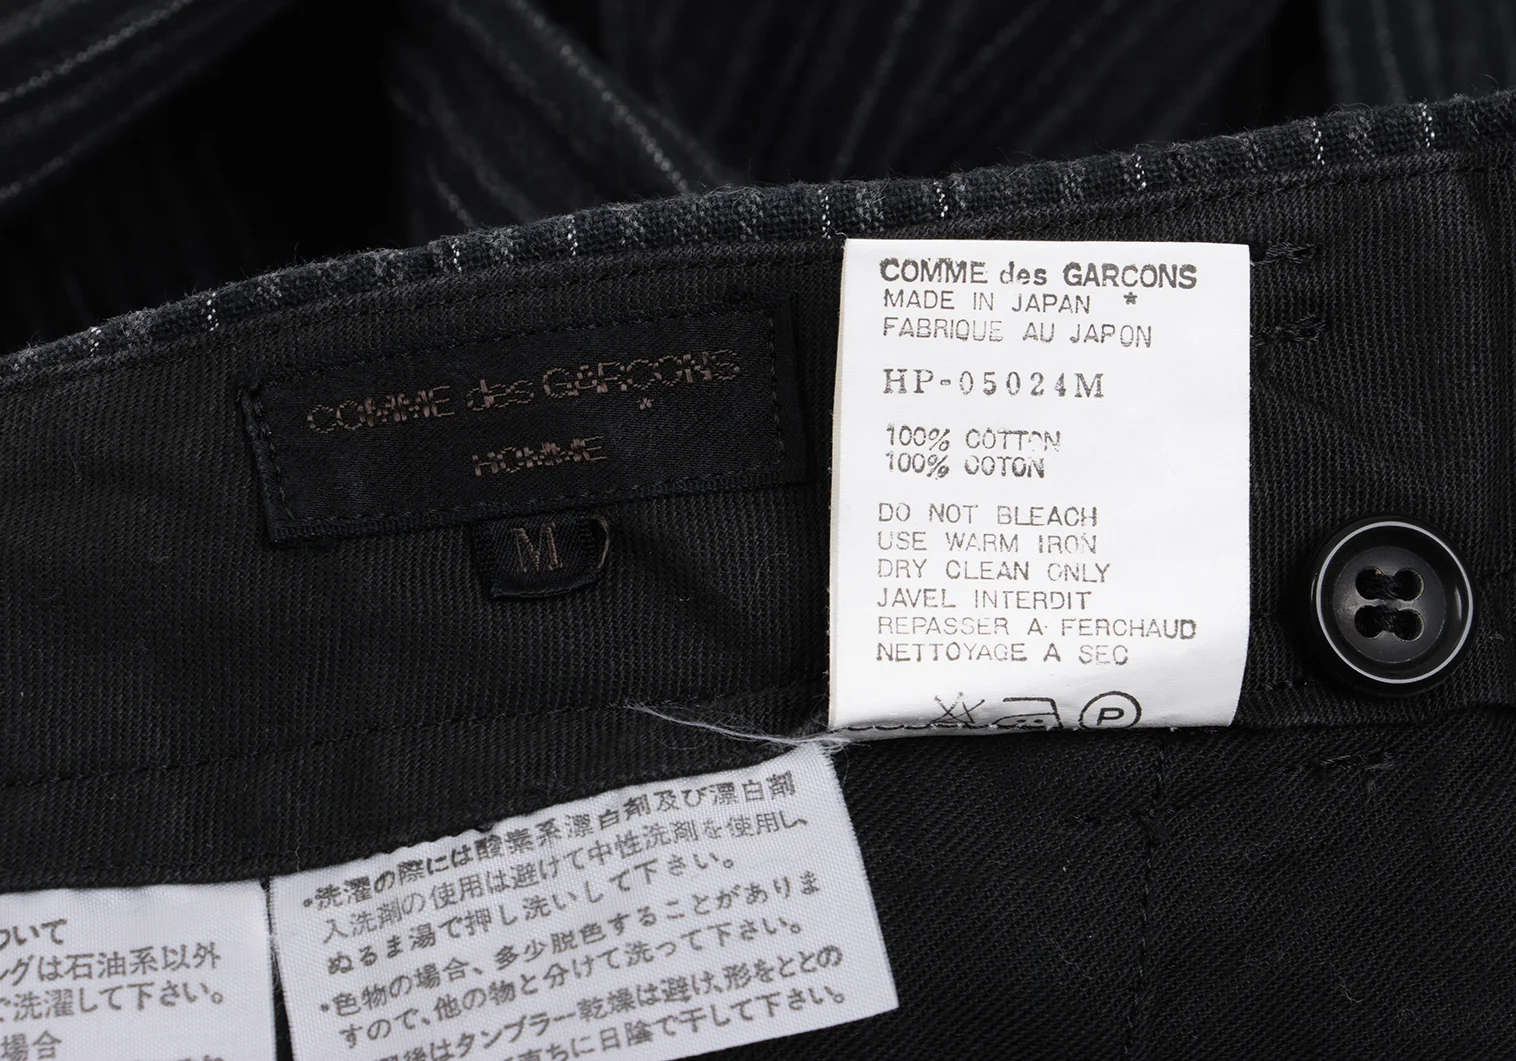 COMME des GARCONS
HOMME
M
COMME des GARCONS
MADE IN JAPAN *
FABRIQUE AU JAPON
HP-05024M
100% COTTON
100% COTON
DO NOT BLEACH
USE WARM IRON
DRY CLEAN ONLY
JAVEL INTERDIT
REPASSER A FERCHAUD
NETTOYAGE A SEC
P
・洗濯の際には酸素系漂白剤及び漂白剤
入洗剤の使用は避けて中性洗剤を使用し、
ぬるま湯で押し洗いして下さい。
・色物の場合、多少脱色することがありま
すので、他の物と分けて洗って下さい。
後はタンブラー乾燥は避け、形をととの
直ちに日陰で干して下さい。
ついて
グは石油系以外
洗濯して下さい。
場合